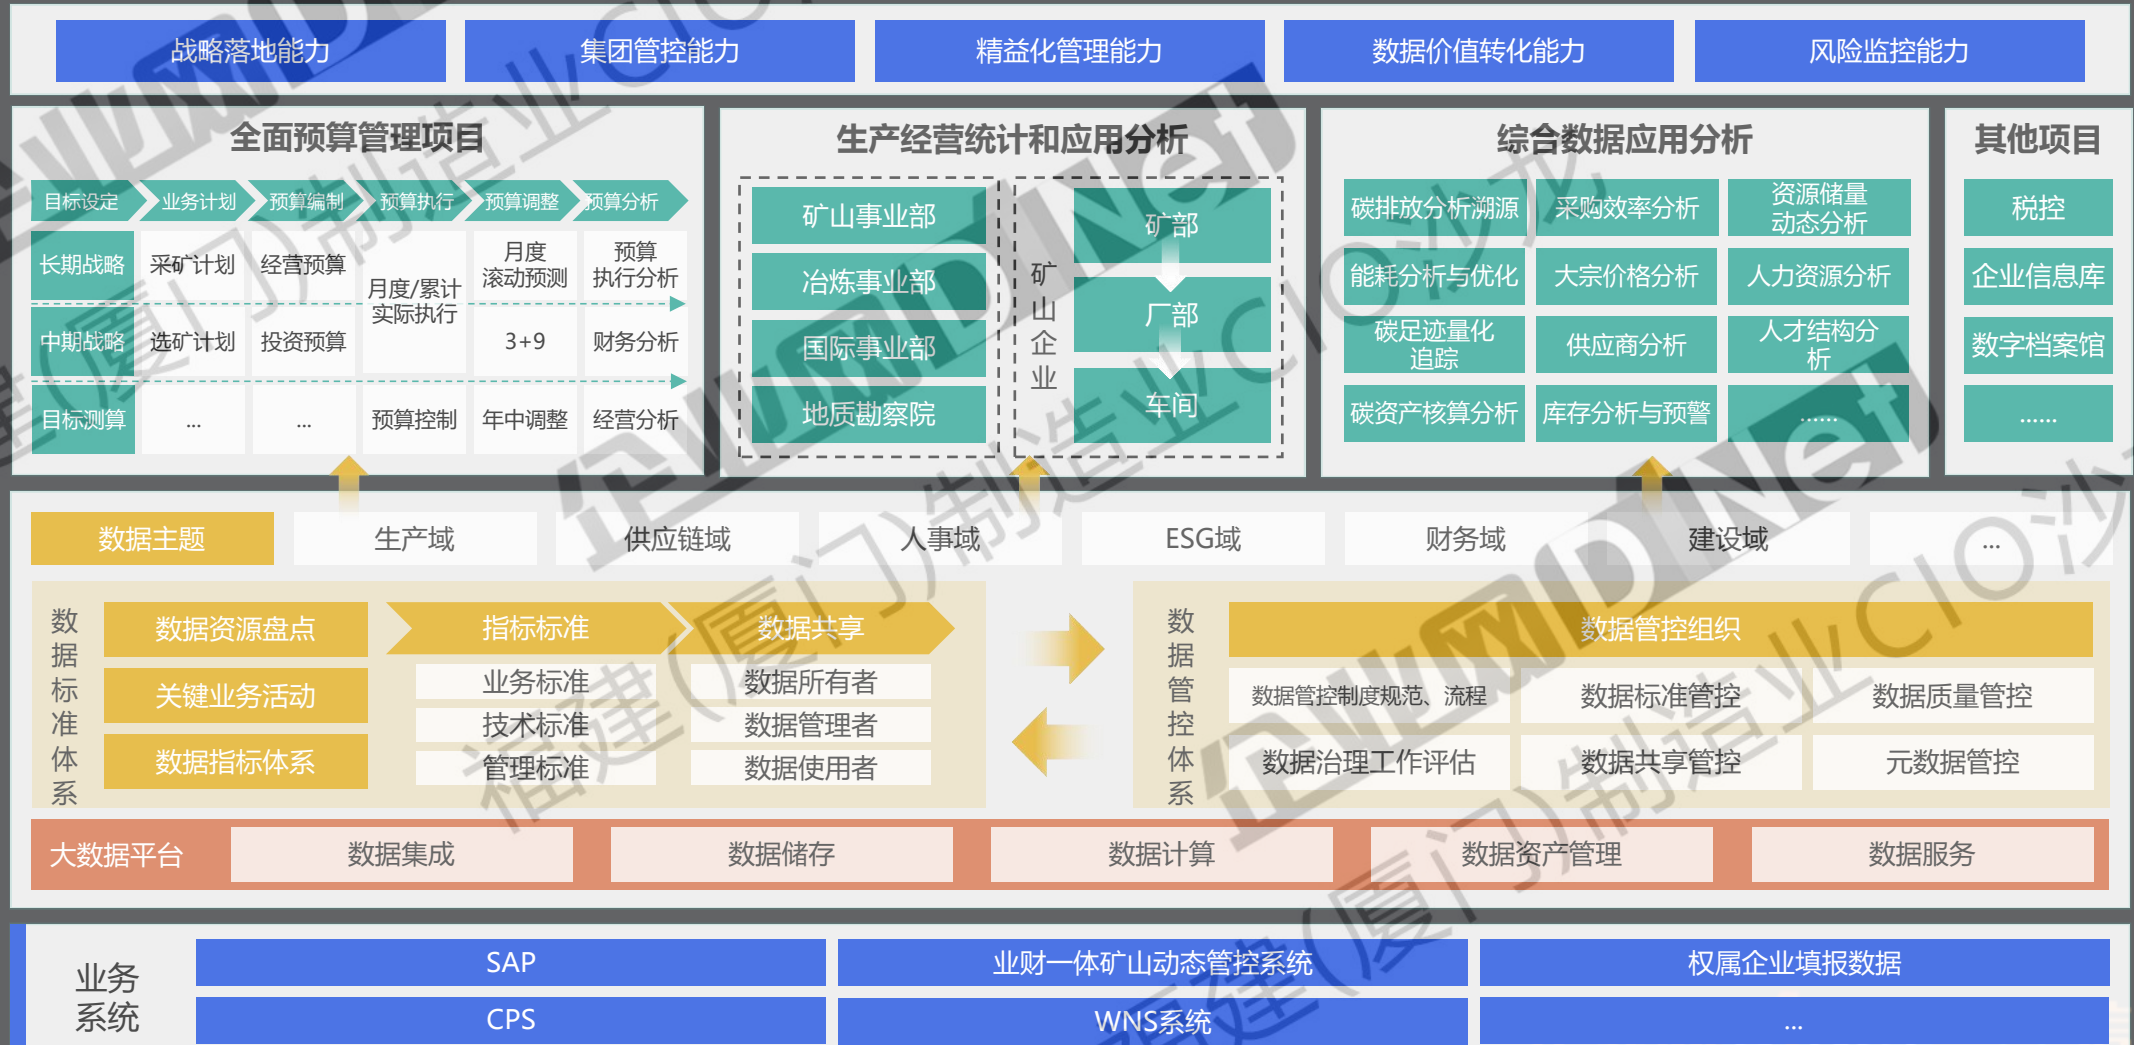 战略落地能力
集团管控能力
精益化管理能力
数据价值转化能力
风险监控能力
全面预算管理项目
目标设定
业务计划
预算编制
预算执行
预算调整
预算分析
长期战略
采矿计划
经营预算
月度/累计
实际执行
月度
滚动预测
预算
执行分析
中期战略
选矿计划
投资预算
3+9
财务分析
目标测算
...
...
预算控制
年中调整
经营分析
生产经营统计和应用分析
矿山事业部
冶炼事业部
国际事业部
地质勘察院
矿山企业
矿部
厂部
车间
综合数据应用分析
碳排放分析溯源
采购效率分析
资源储量
动态分析
能耗分析与优化
大宗价格分析
人力资源分析
碳足迹量化
追踪
供应商分析
人才结构分
析
碳资产核算分析
库存分析与预警
......
其他项目
税控
企业信息库
数字档案馆
......
数据主题
生产域
供应链域
人事域
ESG域
财务域
建设域
...
数据标准体系
数据资源盘点
关键业务活动
数据指标体系
指标标准
业务标准
技术标准
管理标准
数据共享
数据所有者
数据管理者
数据使用者
数据管控体系
数据管控组织
数据管控制度规范、流程
数据标准管控
数据质量管控
数据治理工作评估
数据共享管控
元数据管控
大数据平台
数据集成
数据储存
数据计算
数据资产管理
数据服务
业务
系统
SAP
业财一体矿山动态管控系统
权属企业填报数据
CPS
WNS系统
...
福建(厦门)制造业CIO沙龙